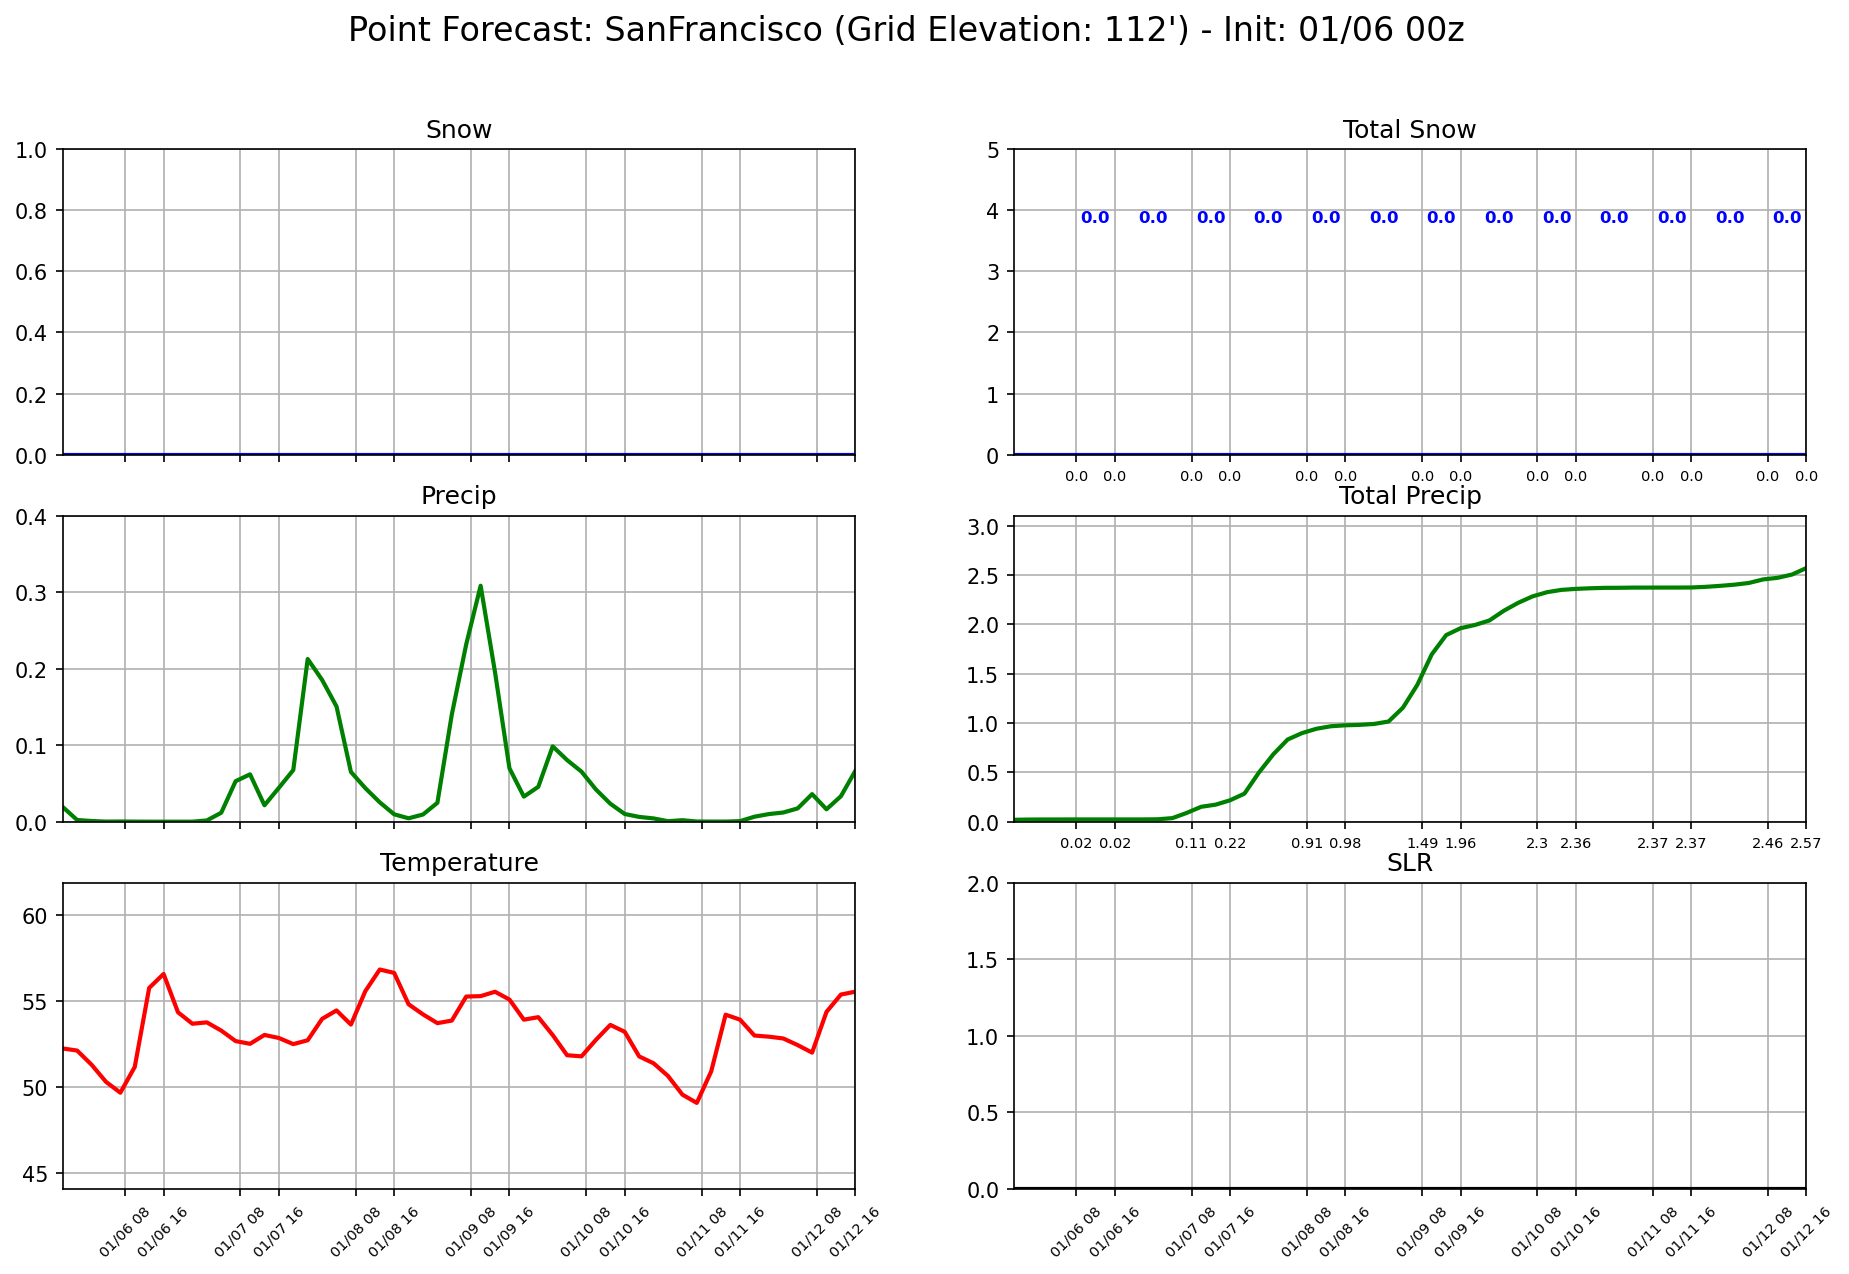 Point Forecast: SanFrancisco (Grid Elevation: 112') - Init: 01/06 00z
Snow
1.0
0.8
0.6
0.4
0.2
0.0
Total Snow
5
4
3
2
1
0
0.0 0.0 0.0 0.0 0.0 0.0 0.0 0.0 0.0 0.0 0.0 0.0 0.0
0.0 0.0 0.0 0.0 0.0 0.0 0.0 0.0 0.0 0.0 0.0 0.0 0.0 0.0
Precip
0.4
0.3
0.2
0.1
0.0
Total Precip
3.0
2.5
2.0
1.5
1.0
0.5
0.0
0.02 0.02 0.11 0.22 0.91 0.98 1.49 1.96 2.3 2.36 2.37 2.37 2.46 2.57
Temperature
60
55
50
45
01/06 08 01/06 16 01/07 08 01/07 16 01/08 08 01/08 16 01/09 08 01/09 16 01/10 08 01/10 16 01/11 08 01/11 16 01/12 08 01/12 16
SLR
2.0
1.5
1.0
0.5
0.0
01/06 08 01/06 16 01/07 08 01/07 16 01/08 08 01/08 16 01/09 08 01/09 16 01/10 08 01/10 16 01/11 08 01/11 16 01/12 08 01/12 16